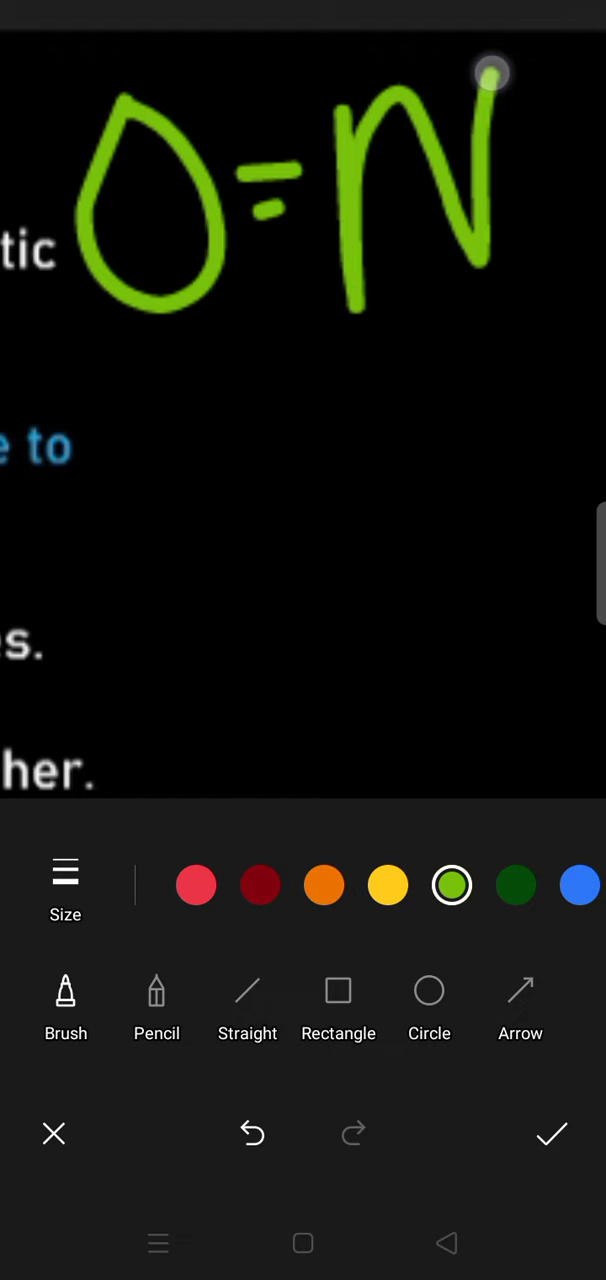 O=N
tic
e to
s.
her.
Size
Brush Pencil Straight Rectangle Circle Arrow